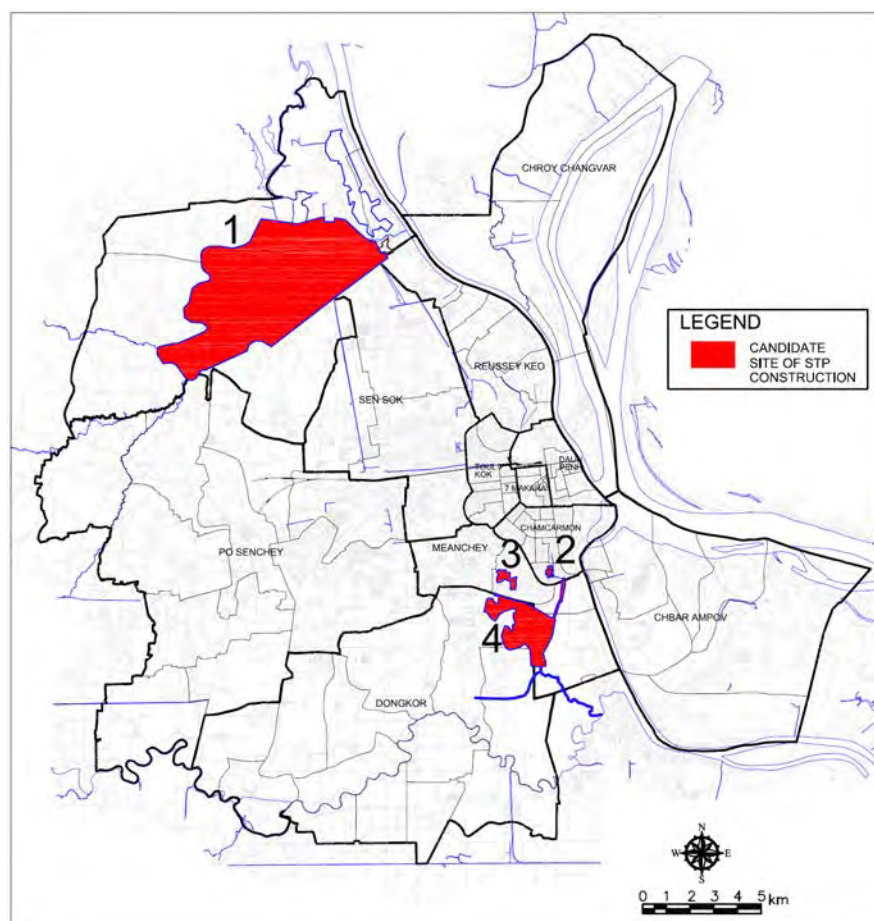 CHROY CHANGVAR
1
LEGEND
CANDIDATE
SITE OF STP
CONSTRUCTION
REUSSEY KEO
SEN SOK
DAUN
PENH
TOUL
KOK
7 MAKARA
CHAMCARMON
PO SENCHEY
MEANCHEY
3
2
CHBAR AMPOV
4
DONGKOR
N
W
E
S
0 1 2 3 4 5 km